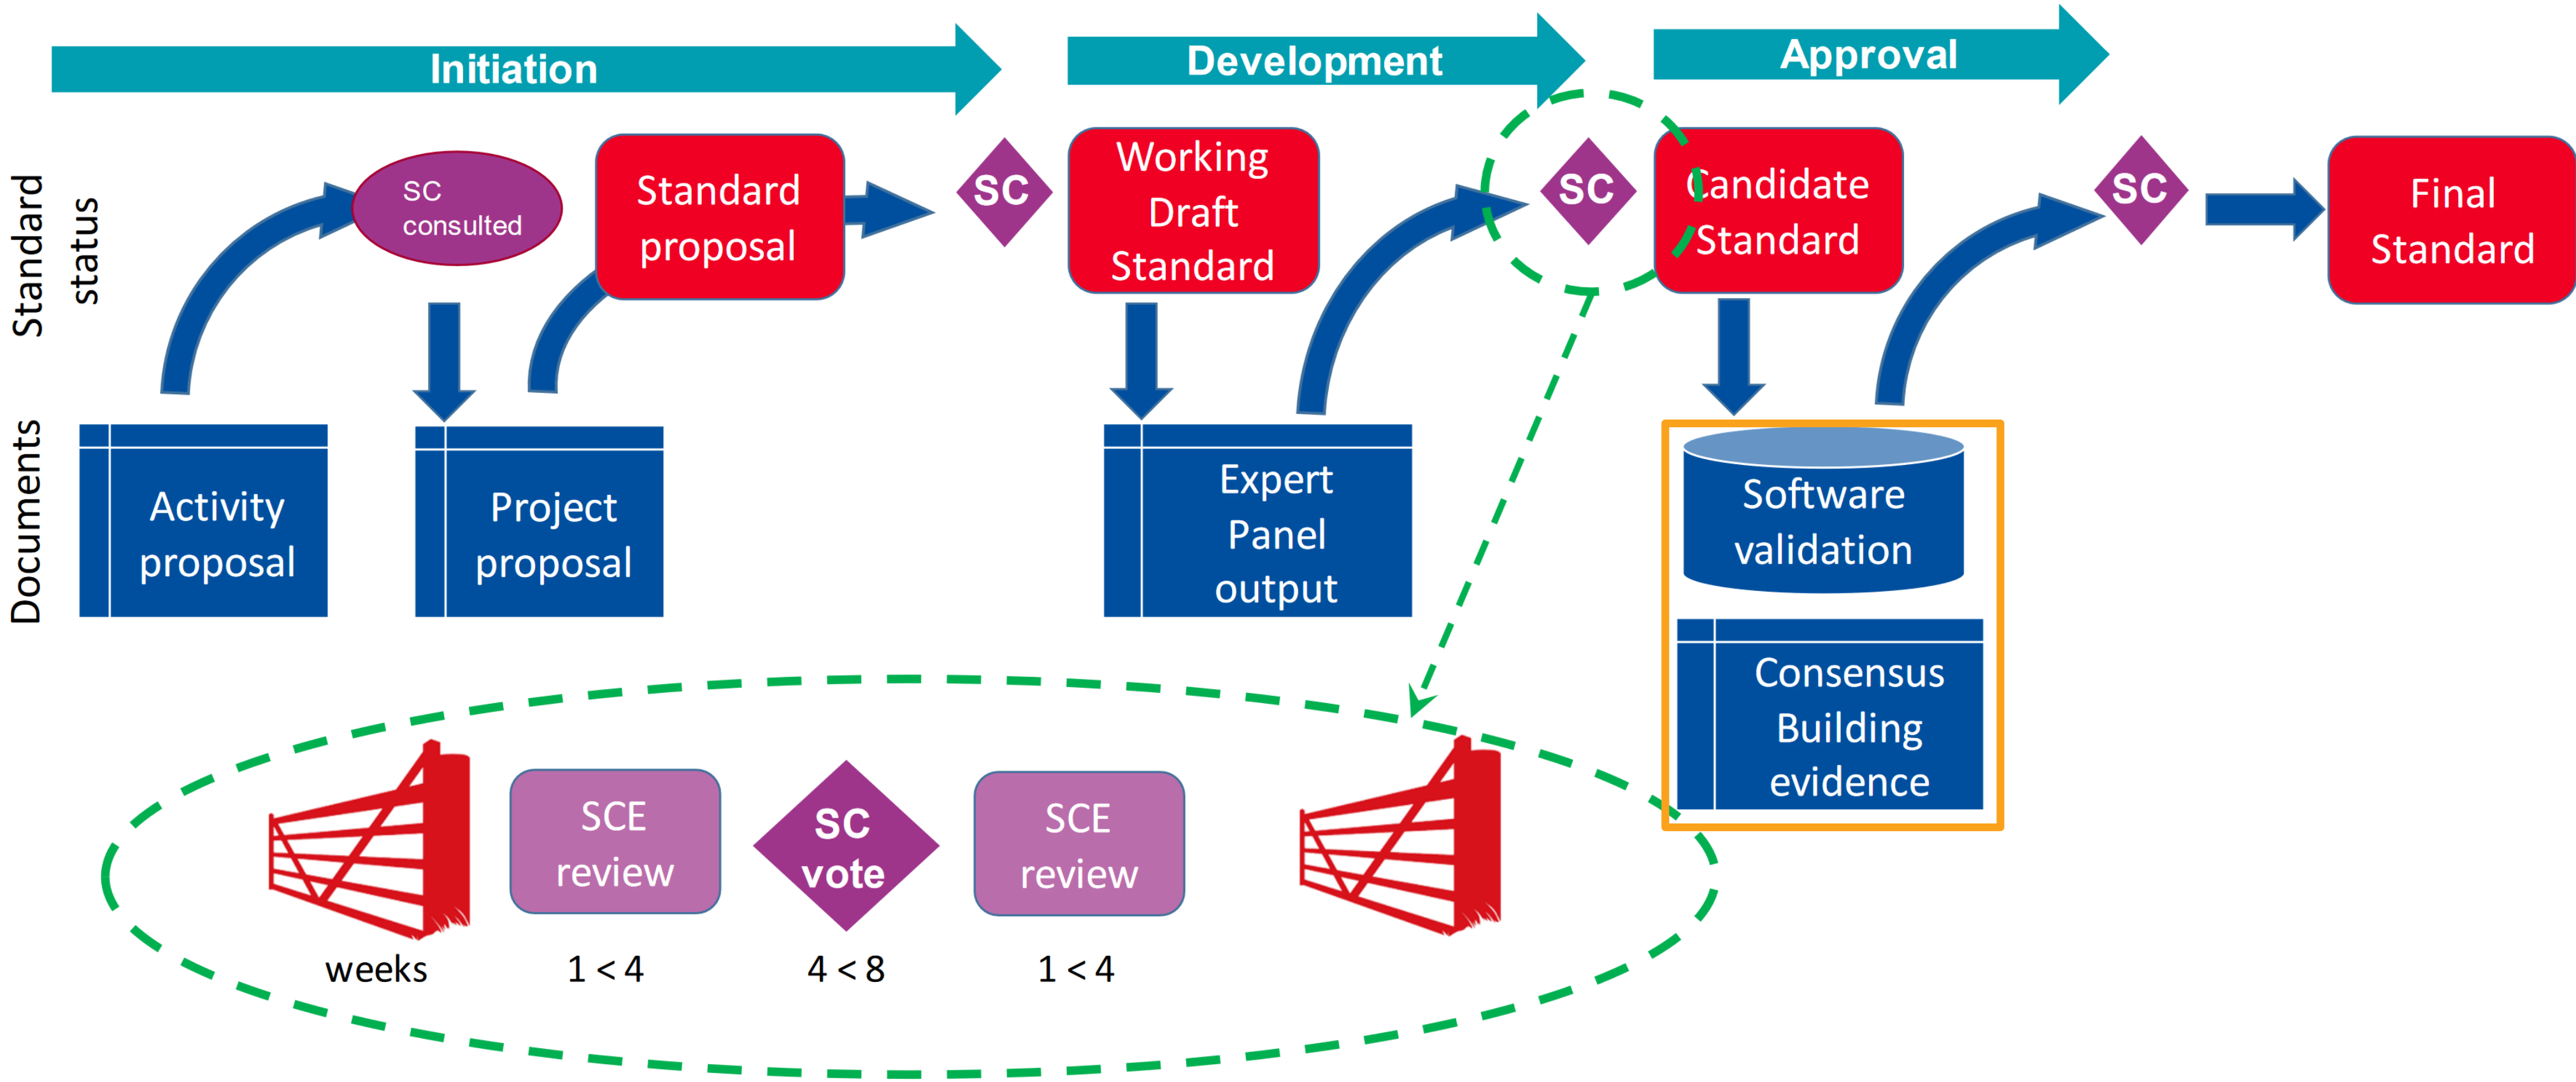 Initiation
Development
Approval
Standard
status
SC
consulted
Standard
proposal
SC
Working
Draft
Standard
SC
Candidate
Standard
SC
Final
Standard
Documents
Activity
proposal
Project
proposal
Expert
Panel
output
Software
validation
Consensus
Building
evidence
SCE
review
SC
vote
SCE
review
weeks
1 < 4
4 < 8
1 < 4